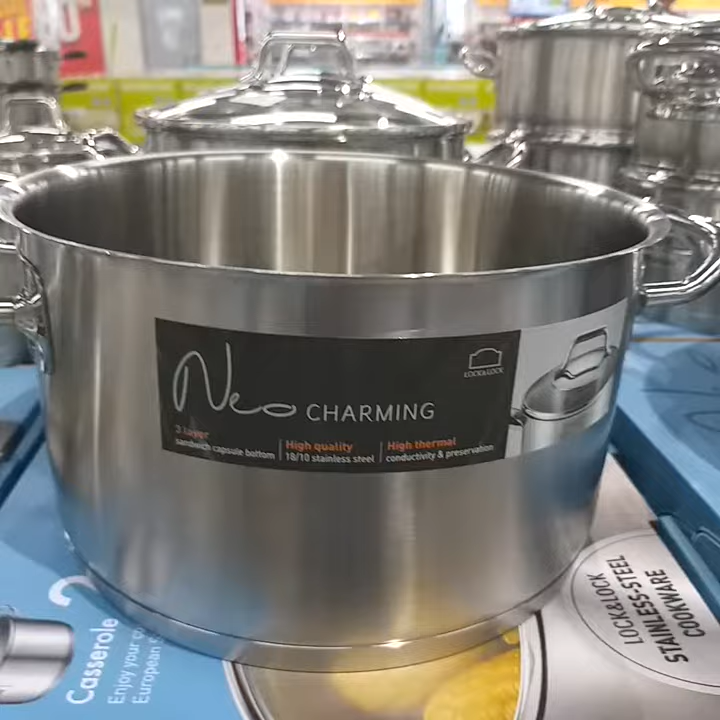 Neo CHARMING
LOCK&LOCK
3 layer
sandwich capsule bottom
High quality
18/10 stainless steel
High thermal
conductivity & preservation
Casserole
Enjoy your
European
LOCK&LOCK
STAINLESS-STEEL
COOKWARE